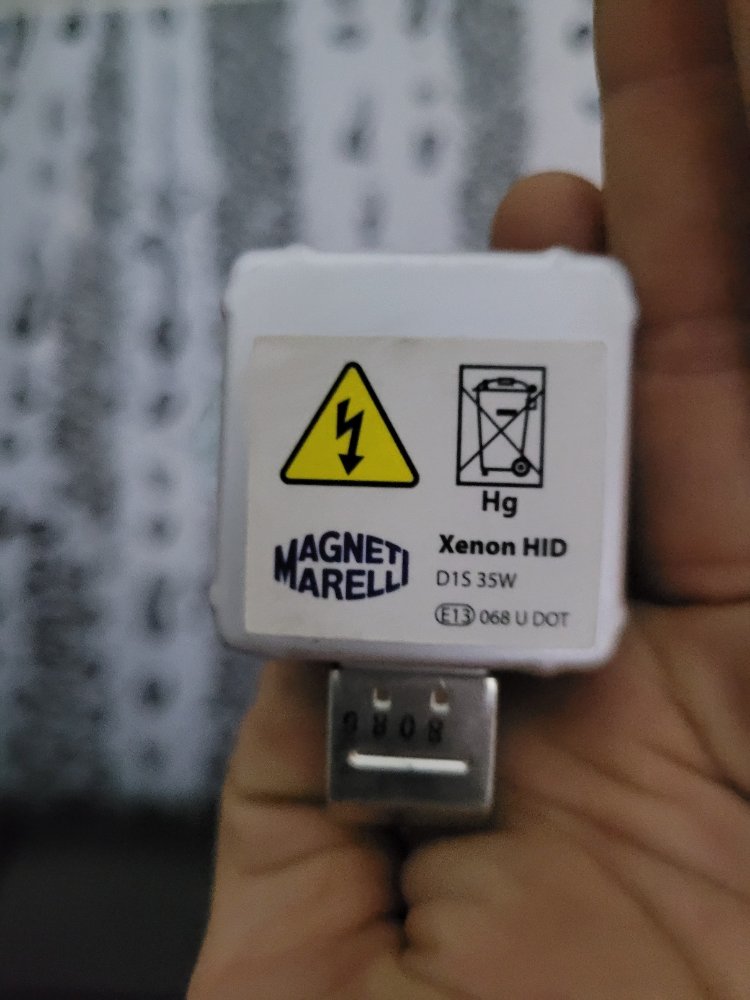 Hg
MAGNETI
MARELLI
Xenon HID
D1S 35W
E13 068 U DOT